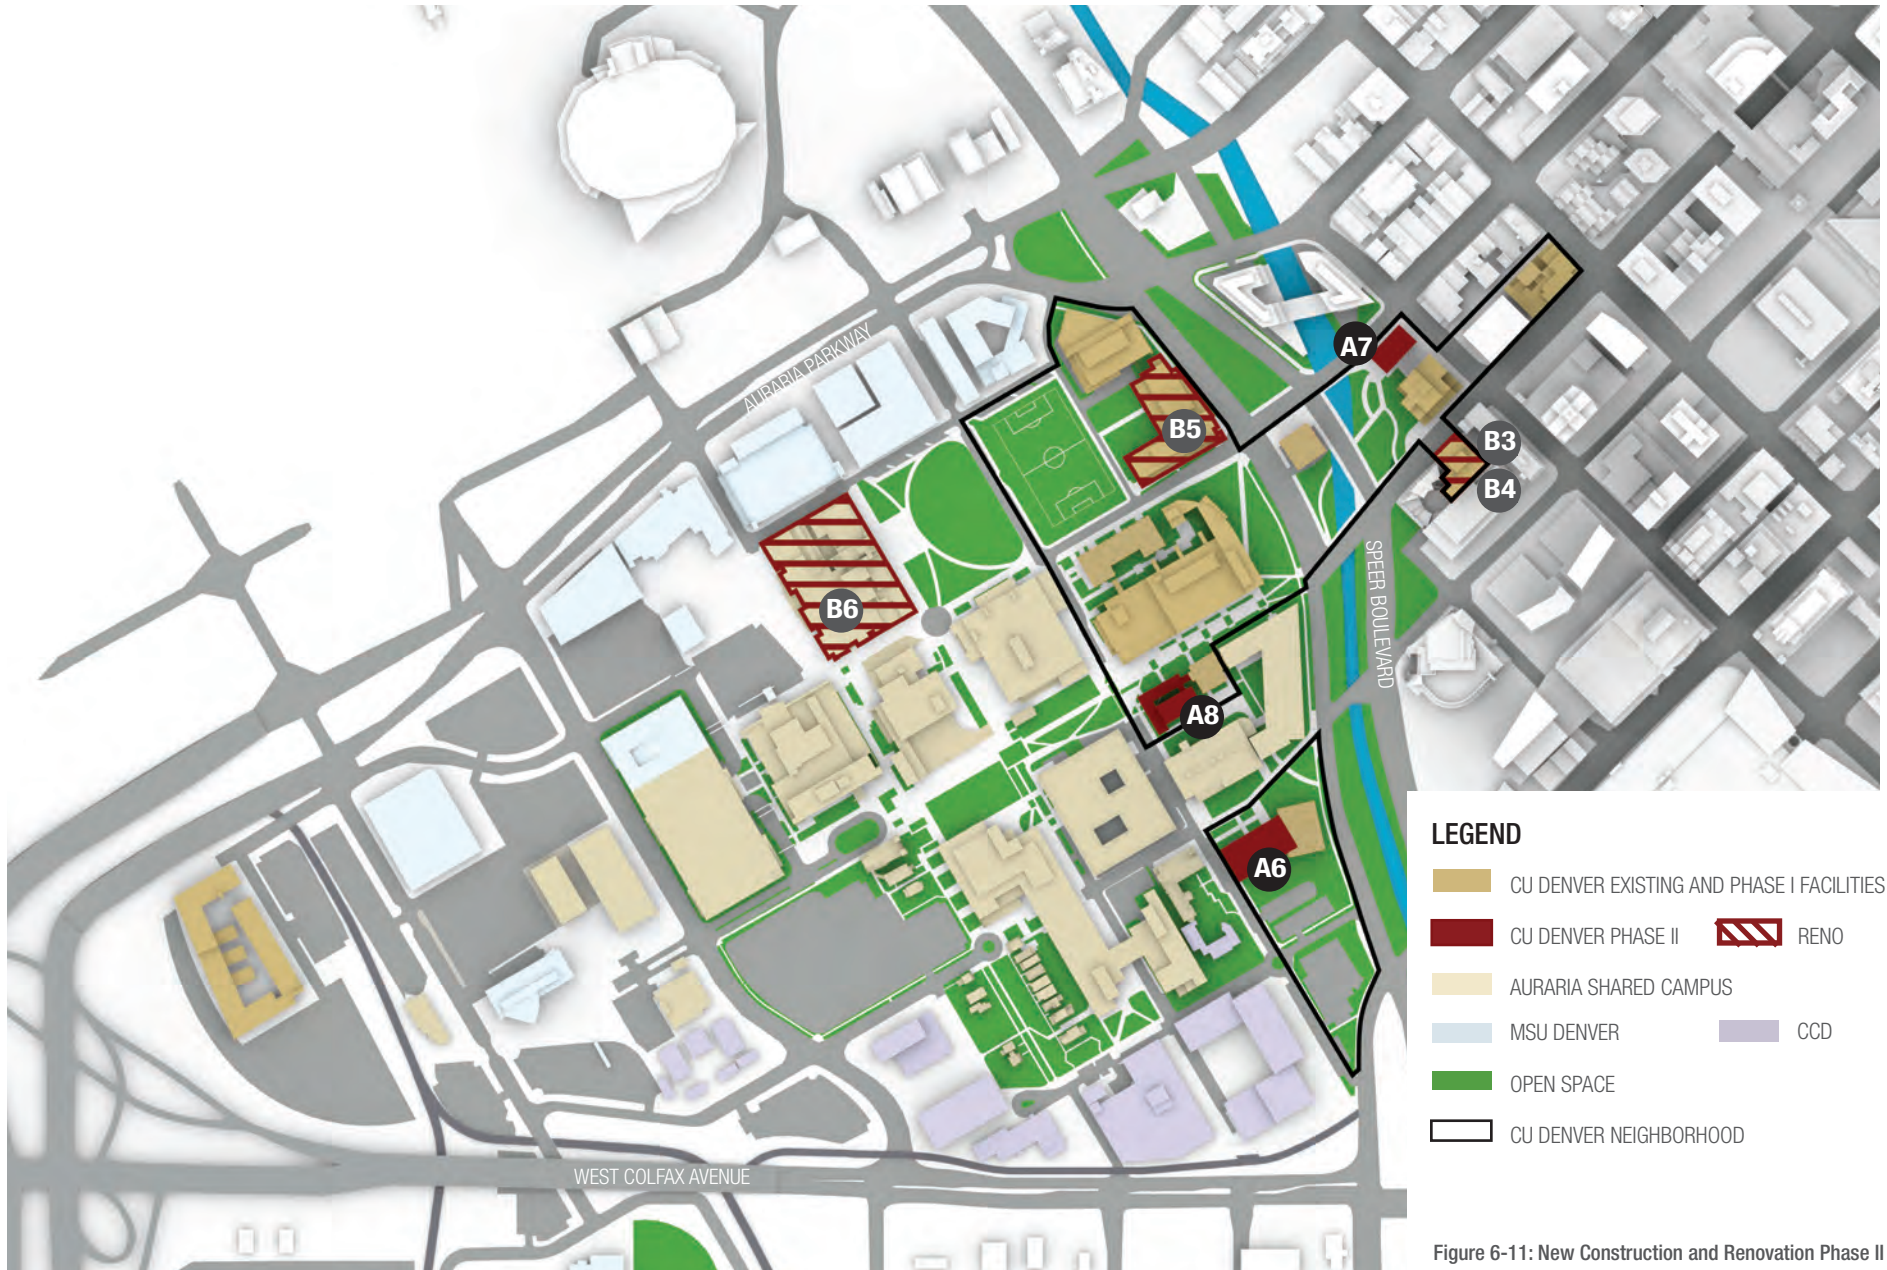 AURARIA PARKWAY
A7
B5
B3
B4
B6
SPEER BOULEVARD
A8
A6
WEST COLFAX AVENUE
LEGEND
CU DENVER EXISTING AND PHASE I FACILITIES
CU DENVER PHASE II RENO
AURARIA SHARED CAMPUS
MSU DENVER CCD
OPEN SPACE
CU DENVER NEIGHBORHOOD
Figure 6-11: New Construction and Renovation Phase II